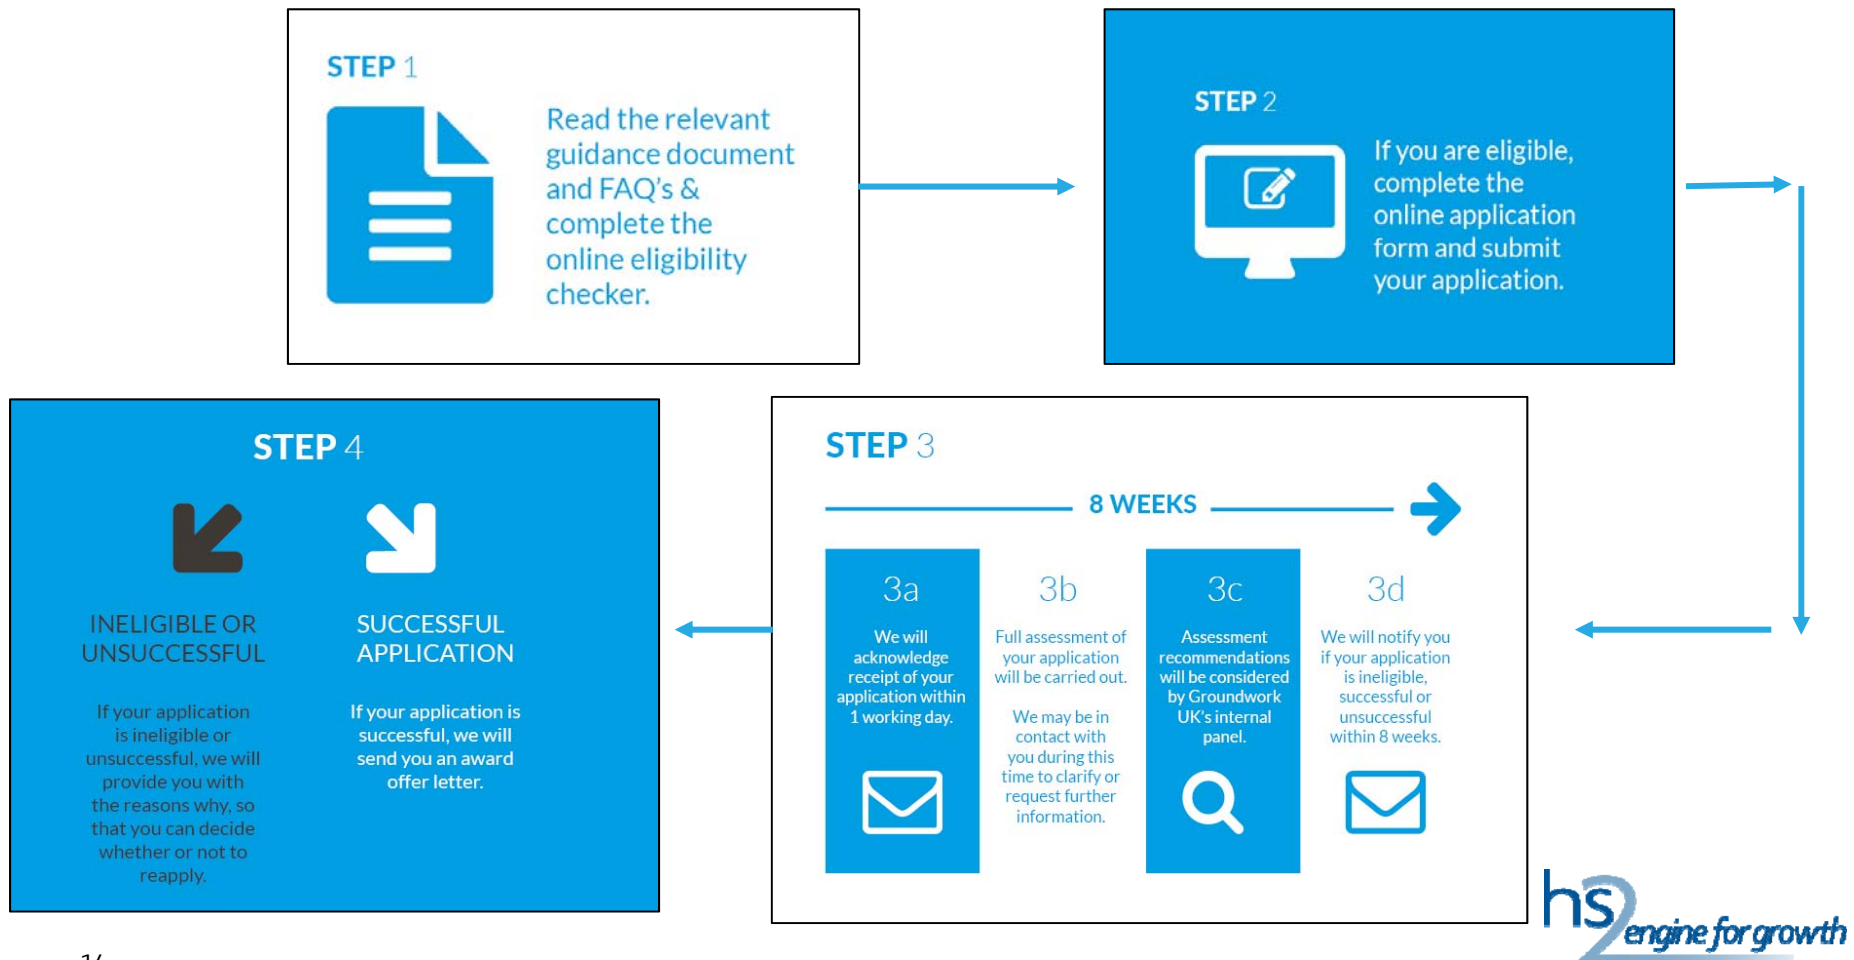 STEP 1
Read the relevant
guidance document
and FAQ's &
complete the
online eligibility
checker.
STEP 2
If you are eligible,
complete the
online application
form and submit
your application.
STEP 3
8 WEEKS
3a
We will
acknowledge
receipt of your
application within
1 working day.
3b
Full assessment of
your application
will be carried out.
We may be in
contact with
you during this
time to clarify or
request further
information.
3c
Assessment
recommendations
will be considered
by Groundwork
UK's internal
panel.
3d
We will notify you
if your application
is ineligible,
successful or
unsuccessful
within 8 weeks.
STEP 4
INELIGIBLE OR
UNSUCCESSFUL
If your application
is ineligible or
unsuccessful, we will
provide you with
the reasons why, so
that you can decide
whether or not to
reapply.
SUCCESSFUL
APPLICATION
If your application is
successful, we will
send you an award
offer letter.
hs2
engine for growth